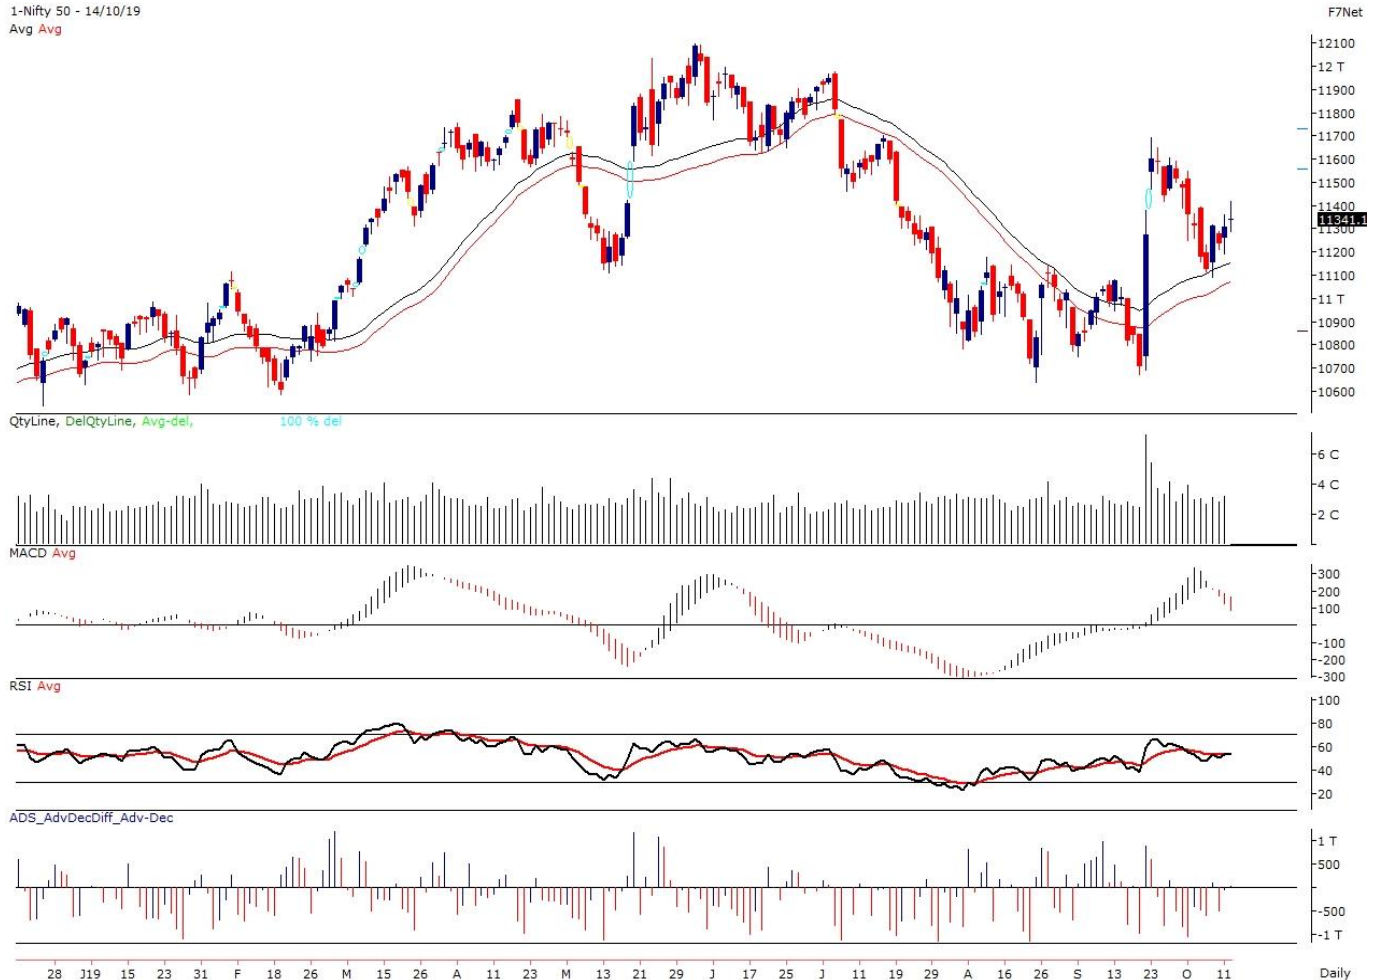 1-Nifty 50 - 14/10/19
F7Net
Avg Avg
12100
12 T
11900
11800
11700
11600
11500
11400
11341.1
11300
11200
11100
11 T
10900
10800
10700
10600
QtyLine, DelQtyLine, Avg-del, 100 % del
6 C
4 C
2 C
MACD Avg
300
200
100
-100
-200
-300
RSI Avg
100
80
60
40
20
ADS_AdvDecDiff_Adv-Dec
1 T
500
-500
-1 T
28 J19 15 23 31 F 18 26 M 15 26 A 11 23 M 13 21 29 J 17 25 J 11 19 29 A 16 26 S 13 23 O 11 Daily